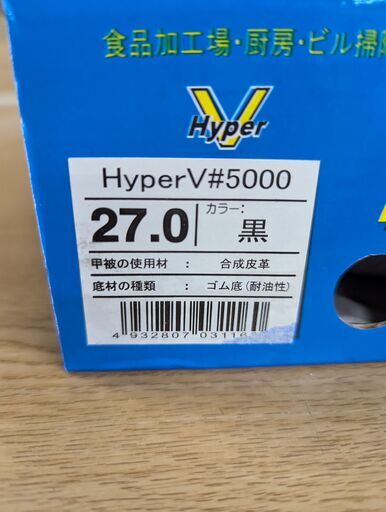 食品加工場・厨房・ビル掃
V
Hyper
HyperV#5000
27.0 カラー: 黒
甲被の使用材 : 合成皮革
底材の種類 : ゴム底(耐油性)
4 932807 03116